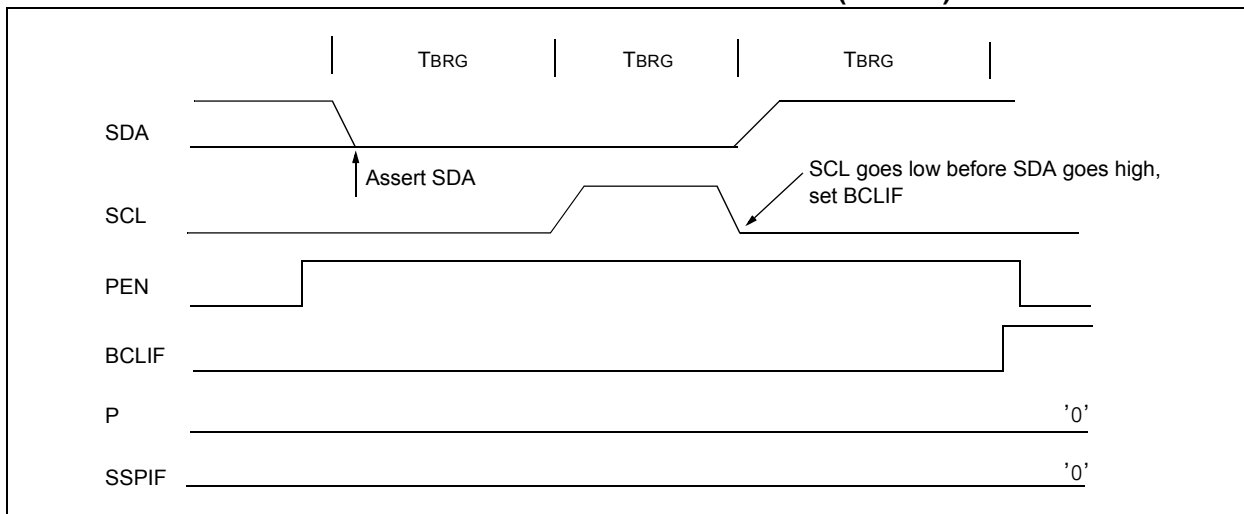 TBRG TBRG TBRG
SDA
Assert SDA
SCL goes low before SDA goes high,
set BCLIF
SCL
PEN
BCLIF
P '0'
SSPIF '0'